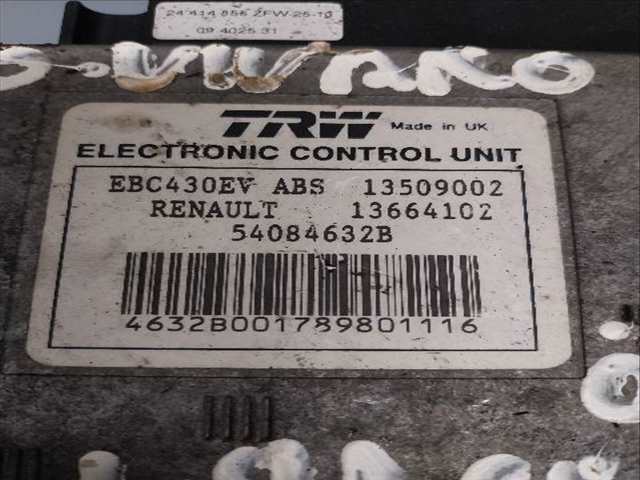 24 414 856 ZFW 25-10
09 4025 31
TRW Made in UK
ELECTRONIC CONTROL UNIT
EBC430EV ABS 13509002
RENAULT 13664102
54084632B
4632B001789801116